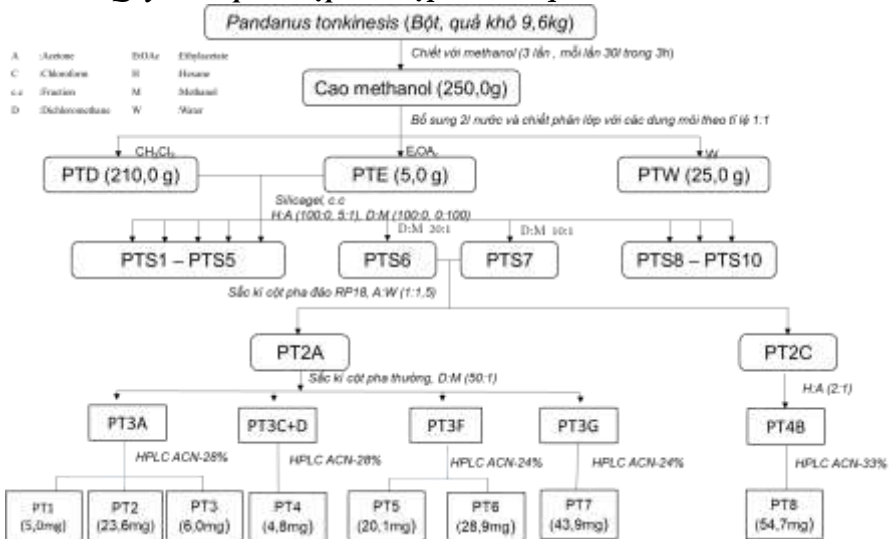 Pandanus tonkinesis (Bột, quả khô 9,6kg)
A :Acetone EtOAc :Ethylacetate
C :Chloroform H :Hexane
c.c :Fraction M :Methanol
D :Dichloromethane W :Water
Chiết với methanol (3 lần , mỗi lần 30l trong 3h)
Cao methanol (250,0g)
Bổ sung 2l nước và chiết phân lớp với các dung môi theo tỉ lệ 1:1
CH₂Cl₂ EtOAc W
PTD (210,0 g) PTE (5,0 g) PTW (25,0 g)
Silicagel, c.c
H:A (100:0, 5:1), D:M (100:0, 0:100)
D:M 20:1 D:M 10:1
PTS1 – PTS5 PTS6 PTS7 PTS8 – PTS10
Sắc kí cột pha đảo RP18, A:W (1:1,5)
PT2A PT2C
Sắc kí cột pha thường, D:M (50:1) H:A (2:1)
PT3A PT3C+D PT3F PT3G PT4B
HPLC ACN-28% HPLC ACN-28% HPLC ACN-24% HPLC ACN-24% HPLC ACN-33%
PT1 PT2 PT3 PT4 PT5 PT6 PT7 PT8
(5,0mg) (23,6mg) (6,0mg) (4,8mg) (20,1mg) (28,9mg) (43,9mg) (54,7mg)